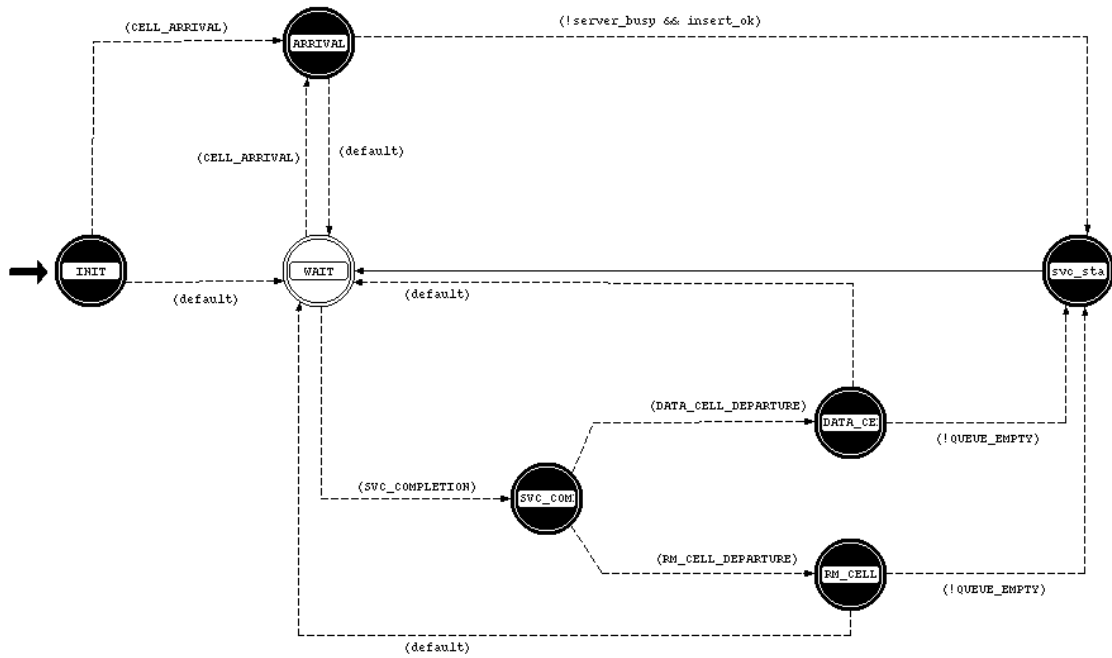 (CELL_ARRIVAL)
(!server_busy && insert_ok)
ARRIVAL
(CELL_ARRIVAL)
(default)
INIT
WAIT
svc_sta
(default)
(default)
(DATA_CELL_DEPARTURE)
DATA_CE
(!QUEUE_EMPTY)
(SVC_COMPLETION)
SVC_COM
(RM_CELL_DEPARTURE)
RM_CELL
(!QUEUE_EMPTY)
(default)